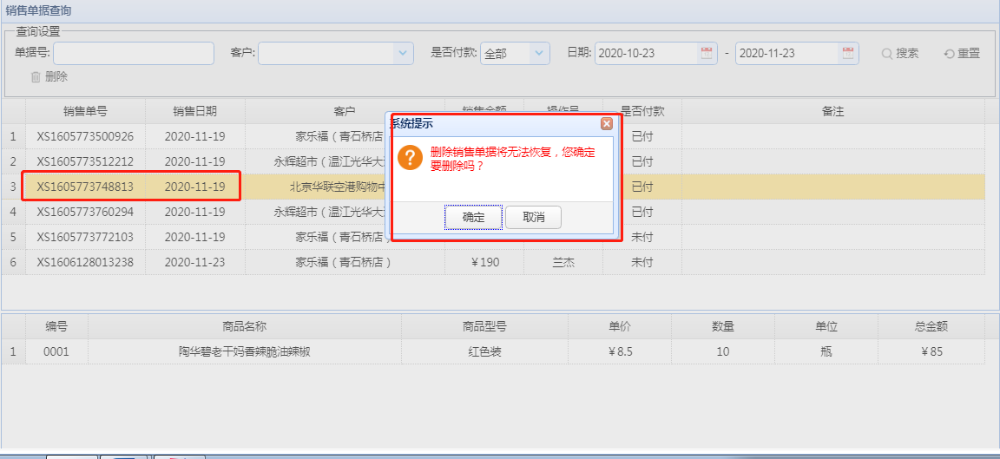 销售单据查询
查询设置
单据号: 客户: 是否付款: 全部 日期: 2020-10-23 - 2020-11-23 搜索 重置
删除
销售单号 销售日期 客户 销售金额 操作员 是否付款 备注
1 XS1605773500926 2020-11-19 家乐福（青石桥店 已付
2 XS1605773512212 2020-11-19 永辉超市（温江光华大 已付
3 XS1605773748813 2020-11-19 北京华联空港购物中 已付
4 XS1605773760294 2020-11-19 永辉超市（温江光华大 已付
5 XS1605773772103 2020-11-19 家乐福（青石桥店） 未付
6 XS1606128013238 2020-11-23 家乐福（青石桥店） ￥190 兰杰 未付
系统提示
删除销售单据将无法恢复，您确定
要删除吗？
确定 取消
编号 商品名称 商品型号 单价 数量 单位 总金额
1 0001 陶华碧老干妈香辣脆油辣椒 红色装 ￥8.5 10 瓶 ￥85